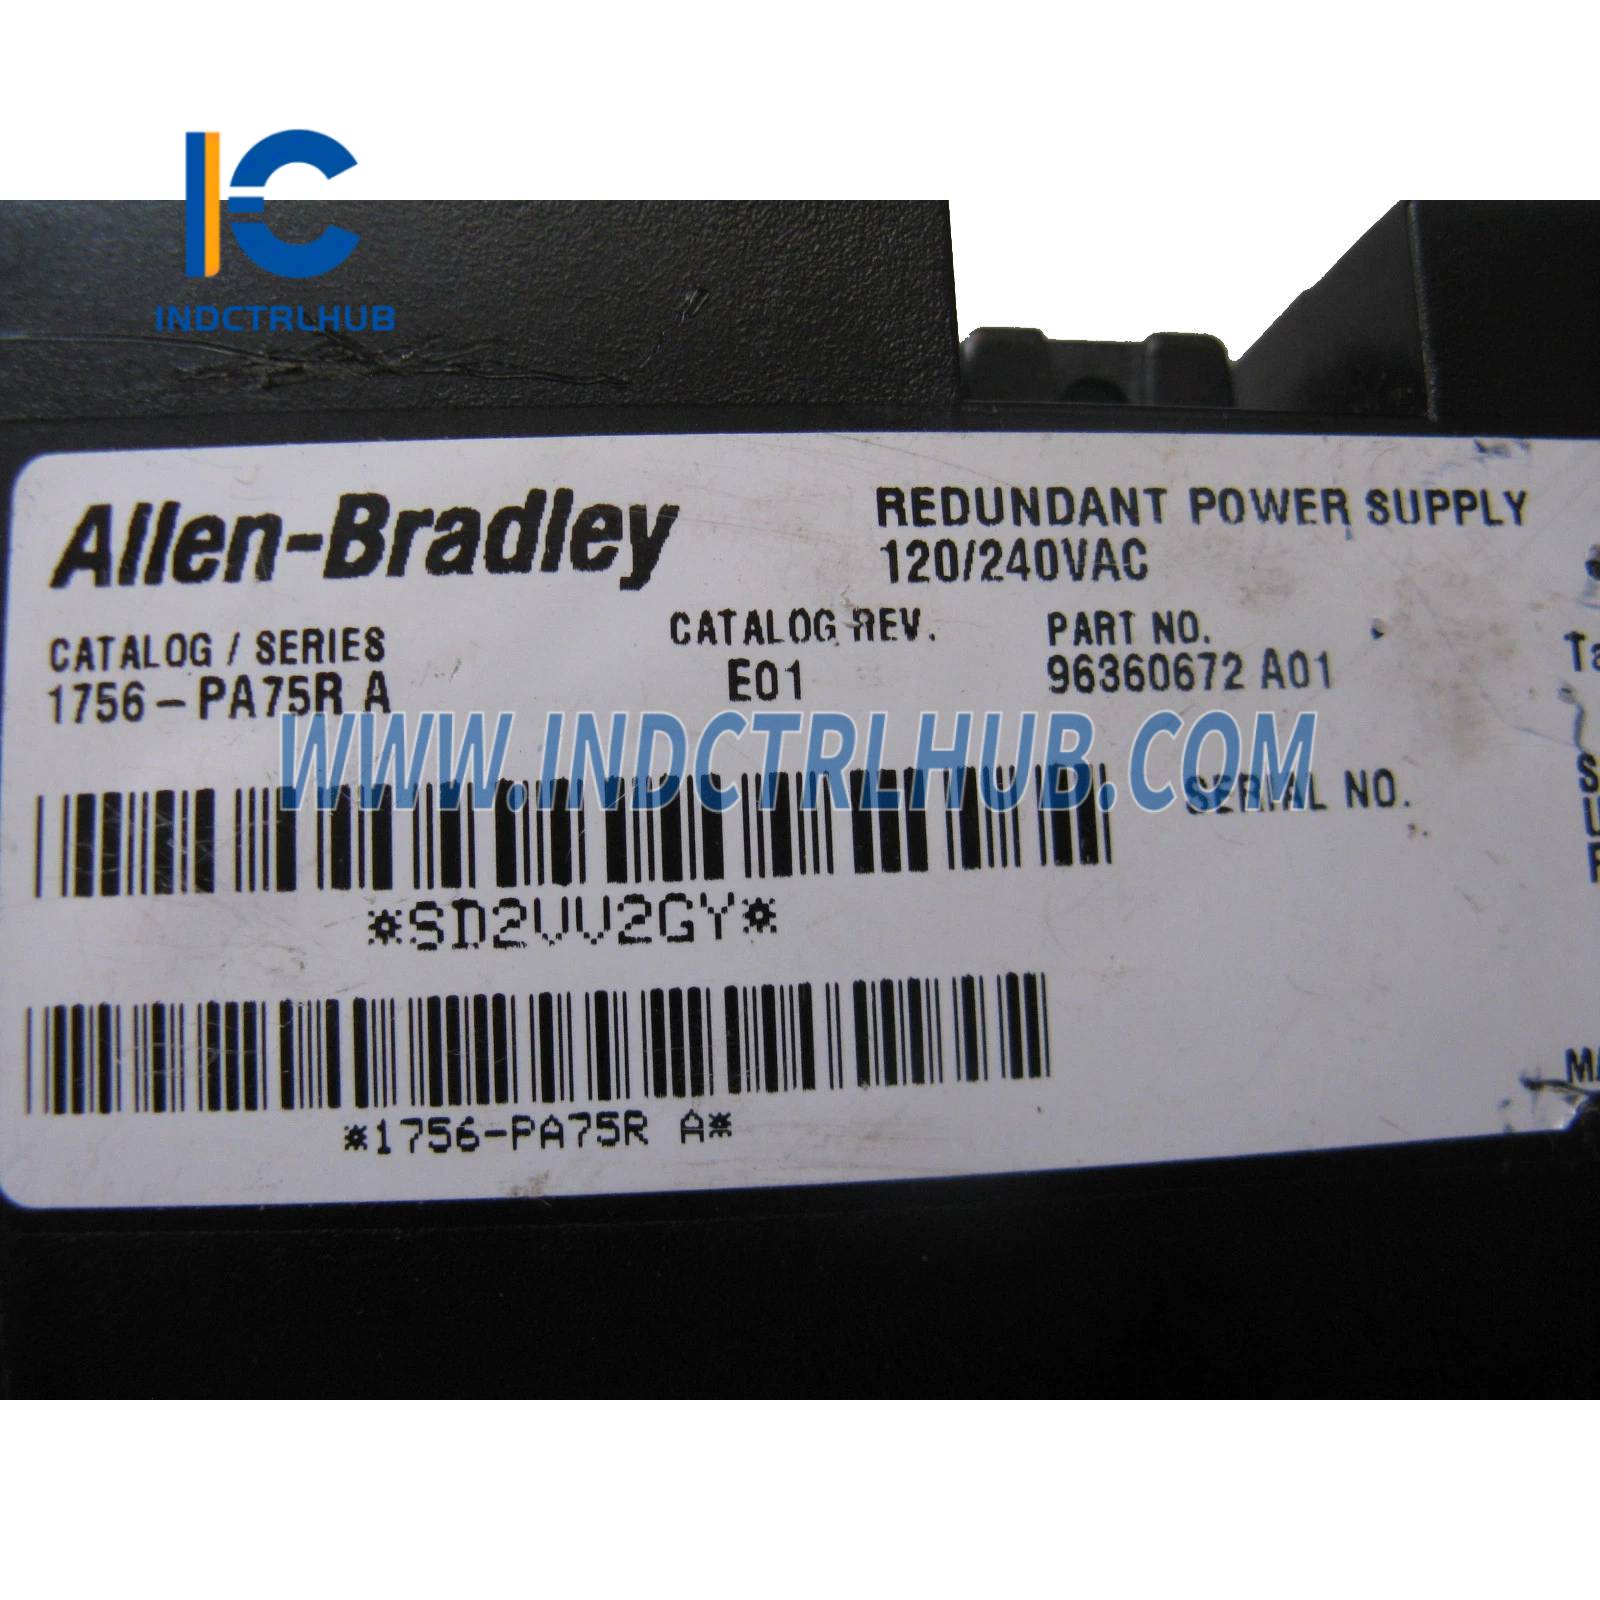 INDCTRLHUB
Allen-Bradley
REDUNDANT POWER SUPPLY
120/240VAC
CATALOG / SERIES
1756-PA75R A
CATALOG REV.
E01
PART NO.
96360672 A01
WWW.INDCTRLHUB.COM
SERIAL NO.
*SD2VV2GY*
*1756-PA75R A*